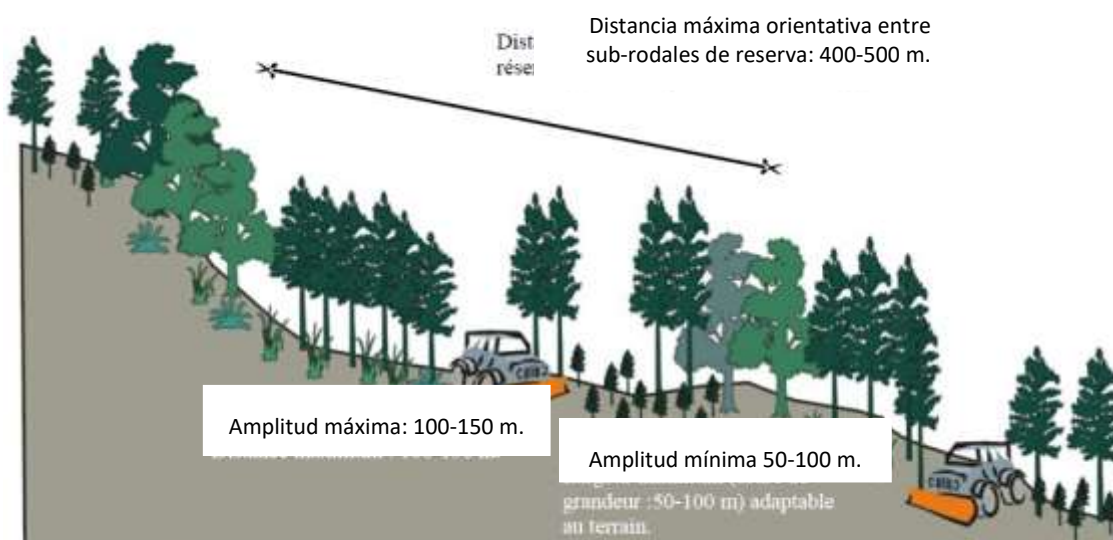 Distancia máxima orientativa entre
sub-rodales de reserva: 400-500 m.
Dist
rése
Amplitud máxima: 100-150 m.
Amplitud mínima 50-100 m.
grandeur :50-100 m) adaptable
au terrain.